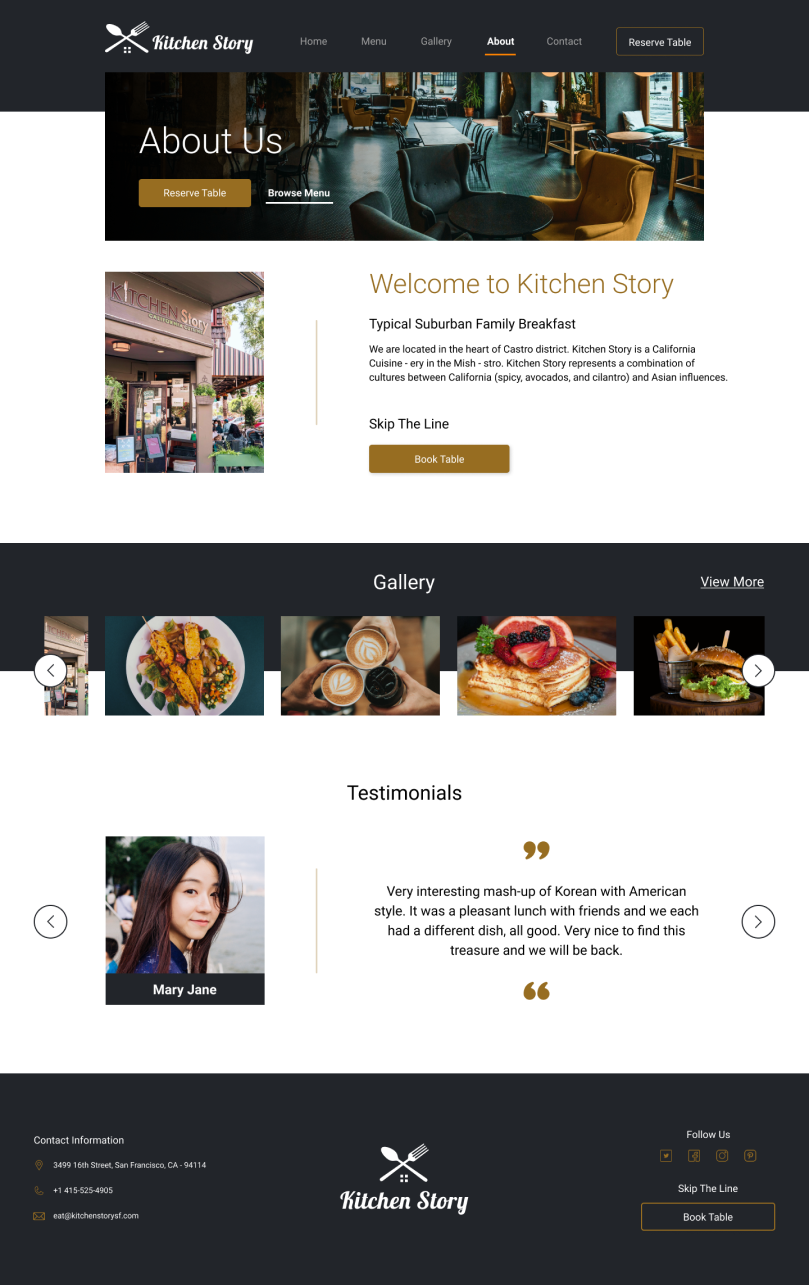 Kitchen Story
Home
Menu
Gallery
About
Contact
Reserve Table
About Us
Reserve Table
Browse Menu
KITCHEN Story
Welcome to Kitchen Story
Typical Suburban Family Breakfast
We are located in the heart of Castro district. Kitchen Story is a California
Cuisine - ery in the Mish - stro. Kitchen Story represents a combination of
cultures between California (spicy, avocados, and cilantro) and Asian influences.
Skip The Line
Book Table
Gallery
View More
Testimonials
Mary Jane
Very interesting mash-up of Korean with American
style. It was a pleasant lunch with friends and we each
had a different dish, all good. Very nice to find this
treasure and we will be back.
Contact Information
3499 16th Street, San Francisco, CA - 94114
+1 415-525-4905
eat@kitchenstorysf.com
Kitchen Story
Follow Us
Skip The Line
Book Table